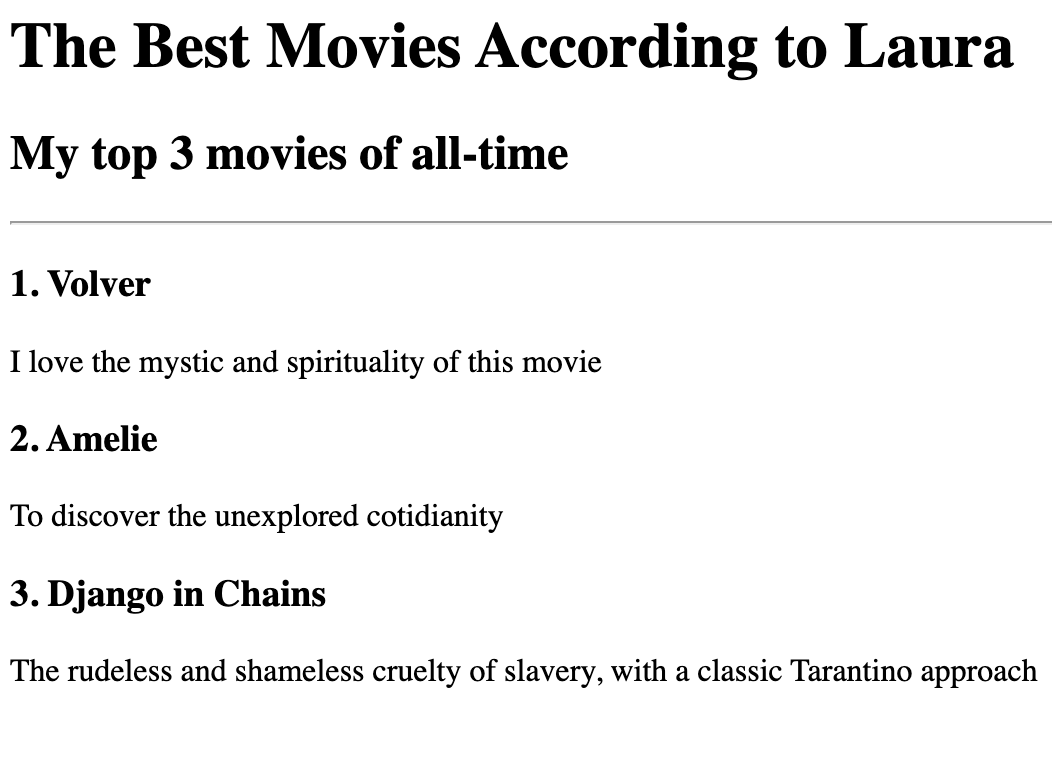 The Best Movies According to Laura
My top 3 movies of all-time
1. Volver
I love the mystic and spirituality of this movie
2. Amelie
To discover the unexplored cotidianity
3. Django in Chains
The rudeless and shameless cruelty of slavery, with a classic Tarantino approach